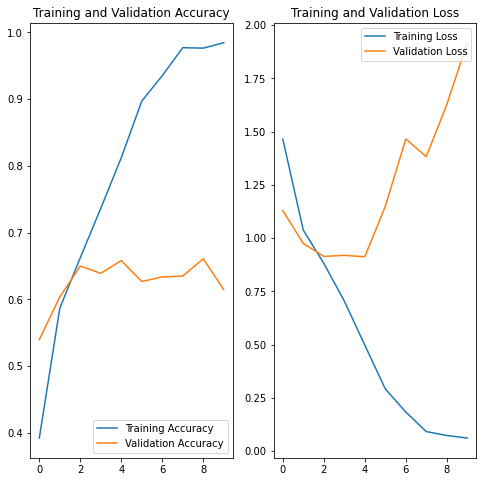 Training and Validation Accuracy
1.0
0.9
0.8
0.7
0.6
0.5
0.4
0 2 4 6 8
Training Accuracy
Validation Accuracy
Training and Validation Loss
2.00
1.75
1.50
1.25
1.00
0.75
0.50
0.25
0.00
0 2 4 6 8
Training Loss
Validation Loss